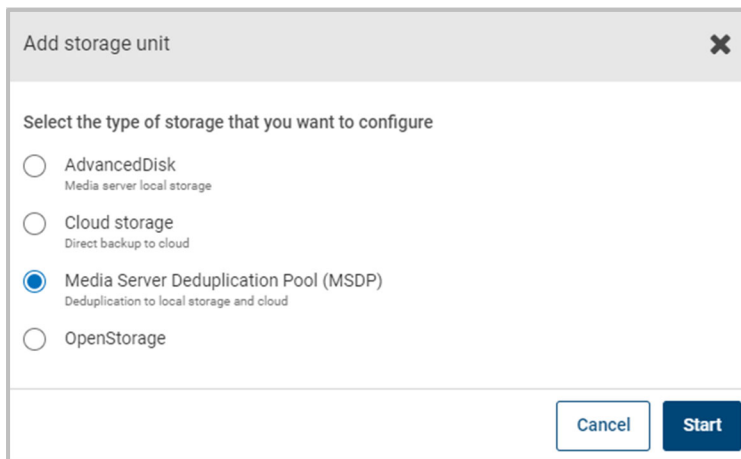 Add storage unit
Select the type of storage that you want to configure
AdvancedDisk
Media server local storage
Cloud storage
Direct backup to cloud
Media Server Deduplication Pool (MSDP)
Deduplication to local storage and cloud
OpenStorage
Cancel Start